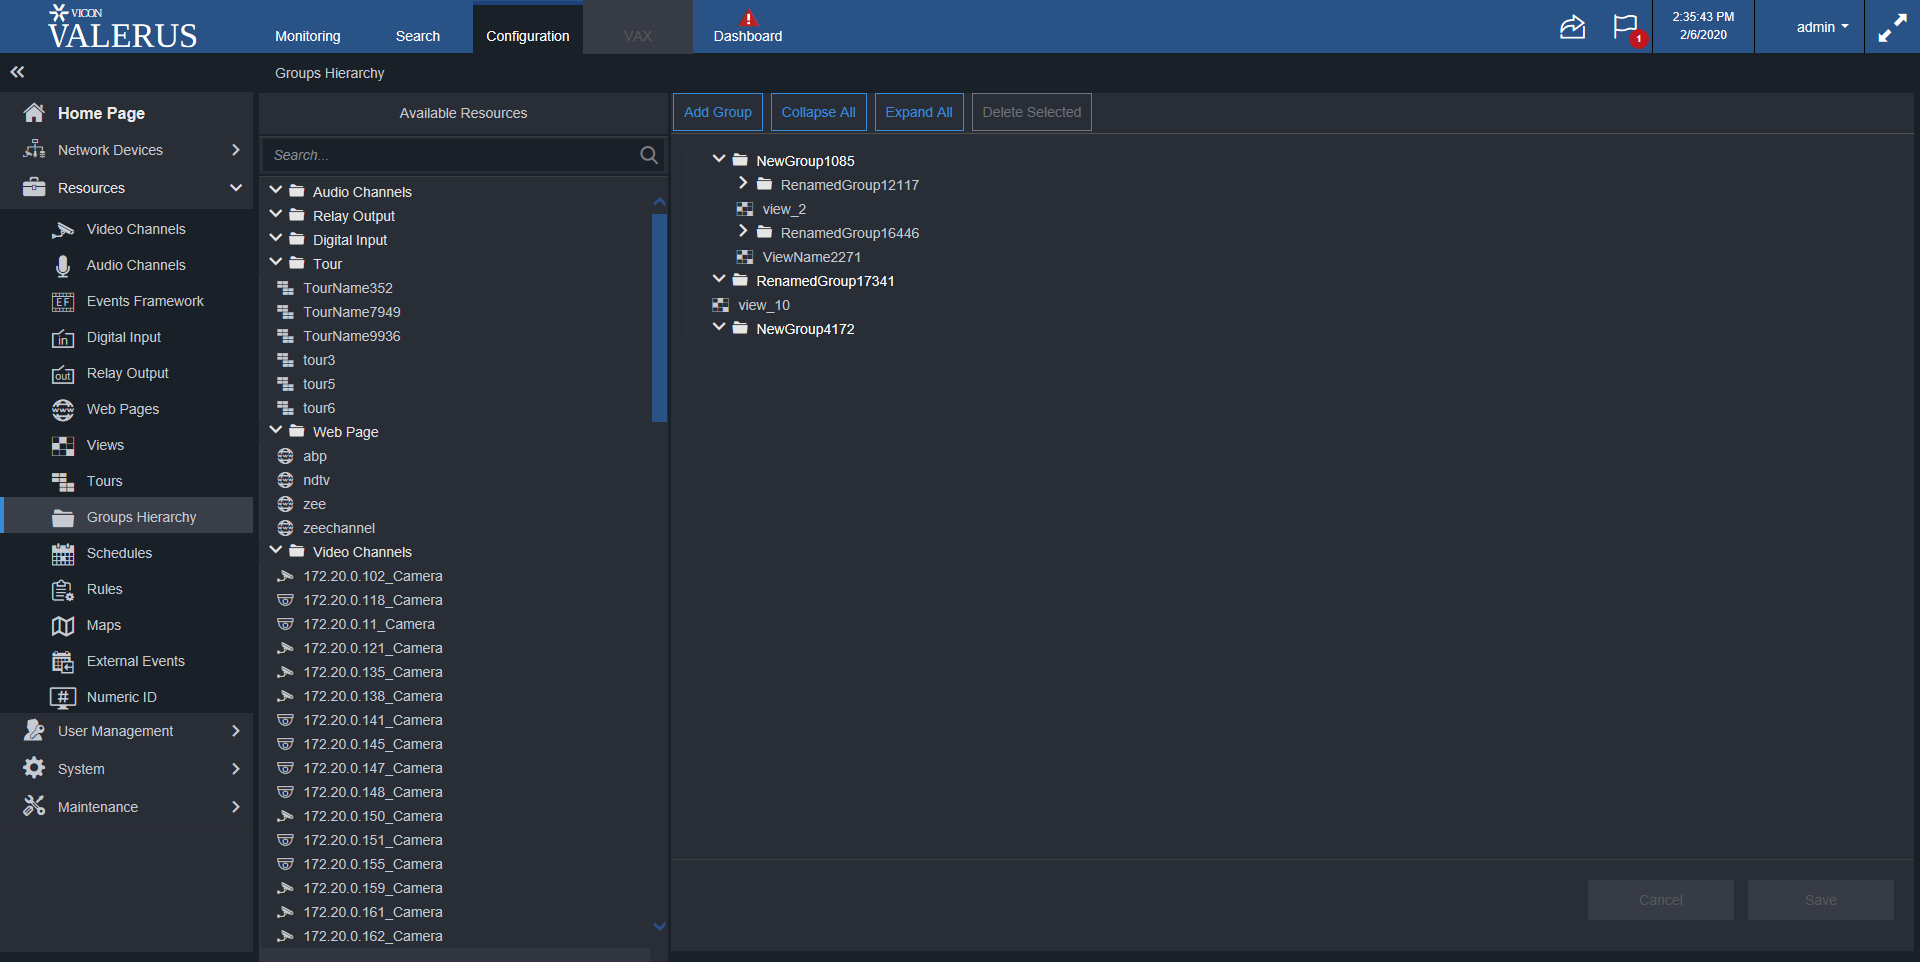 VICON
VALERUS
Monitoring
Search
Configuration
VAX
Dashboard
1
2:35:43 PM
2/6/2020
admin
Groups Hierarchy
Home Page
Network Devices
Resources
Video Channels
Audio Channels
EF
Events Framework
in
Digital Input
out
Relay Output
www
Web Pages
Views
Tours
Groups Hierarchy
Schedules
Rules
Maps
External Events
#
Numeric ID
User Management
System
Maintenance
Available Resources
Search...
Audio Channels
Relay Output
Digital Input
Tour
TourName352
TourName7949
TourName9936
tour3
tour5
tour6
Web Page
abp
ndtv
zee
zeechannel
Video Channels
172.20.0.102_Camera
172.20.0.118_Camera
172.20.0.11_Camera
172.20.0.121_Camera
172.20.0.135_Camera
172.20.0.138_Camera
172.20.0.141_Camera
172.20.0.145_Camera
172.20.0.147_Camera
172.20.0.148_Camera
172.20.0.150_Camera
172.20.0.151_Camera
172.20.0.155_Camera
172.20.0.159_Camera
172.20.0.161_Camera
172.20.0.162_Camera
Add Group
Collapse All
Expand All
Delete Selected
NewGroup1085
RenamedGroup12117
view_2
RenamedGroup16446
ViewName2271
RenamedGroup17341
view_10
NewGroup4172
Cancel
Save